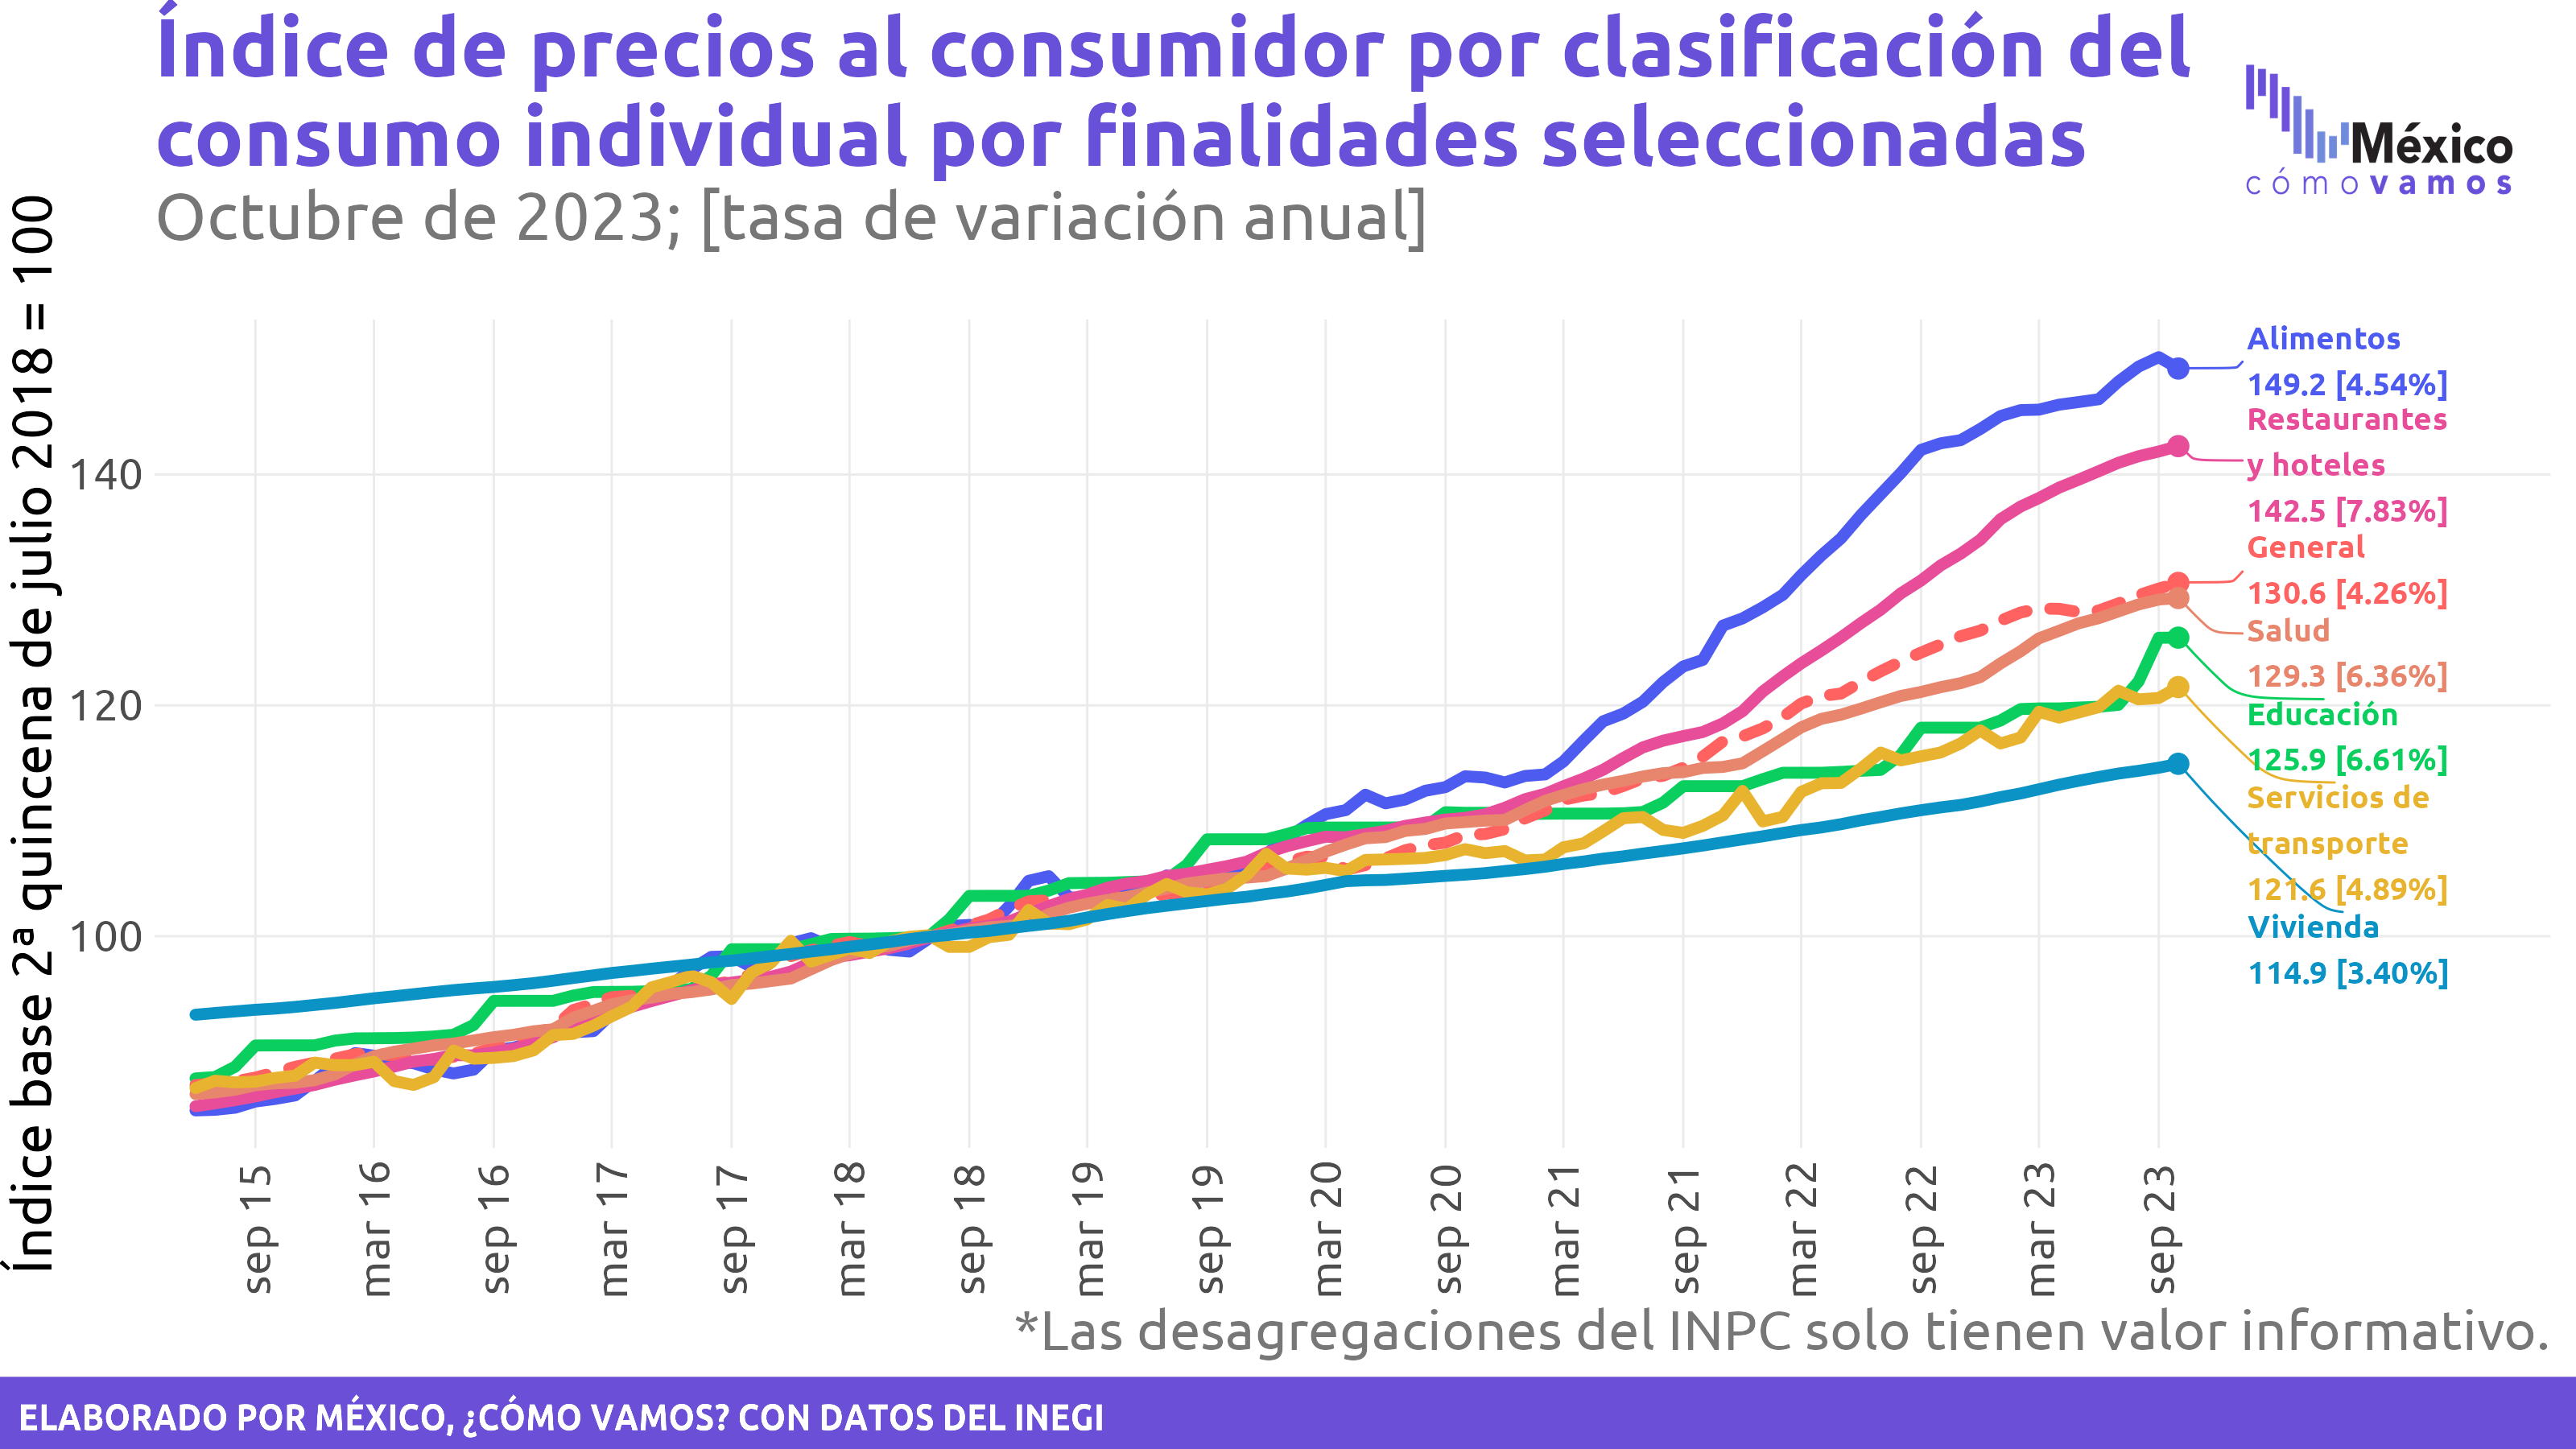 Índice de precios al consumidor por clasificación del
consumo individual por finalidades seleccionadas
Octubre de 2023; [tasa de variación anual]
México
cómo vamos
Índice base 2ª quincena de julio 2018 = 100
140
120
100
Alimentos
149.2 [4.54%]
Restaurantes
y hoteles
142.5 [7.83%]
General
130.6 [4.26%]
Salud
129.3 [6.36%]
Educación
125.9 [6.61%]
Servicios de
transporte
121.6 [4.89%]
Vivienda
114.9 [3.40%]
sep 15
mar 16
sep 16
mar 17
sep 17
mar 18
sep 18
mar 19
sep 19
mar 20
sep 20
mar 21
sep 21
mar 22
sep 22
mar 23
sep 23
*Las desagregaciones del INPC solo tienen valor informativo.
ELABORADO POR MÉXICO, ¿CÓMO VAMOS? CON DATOS DEL INEGI